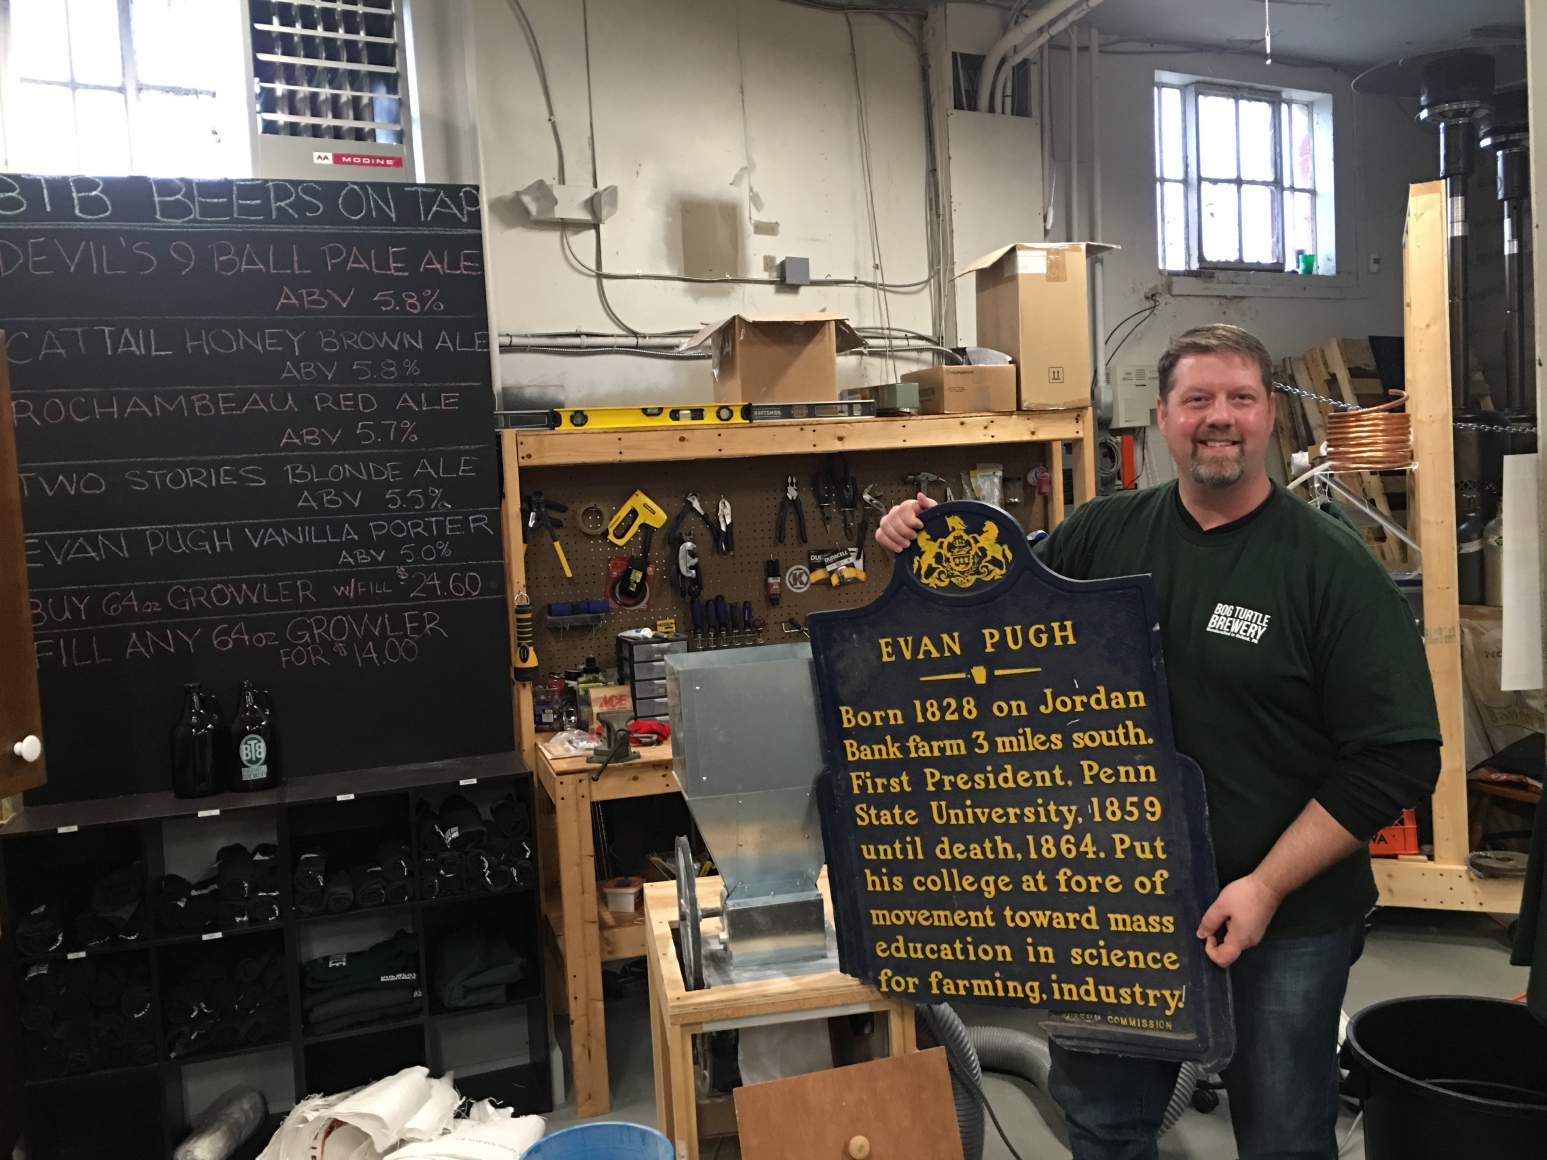 MODINE
BTB BEERS ON TAP
DEVIL'S 9 BALL PALE ALE
ABV 5.8%
CATTAIL HONEY BROWN ALE
ABV 5.8%
ROCHAMBEAU RED ALE
ABV 5.7%
TWO STORIES BLONDE ALE
ABV 5.5%
EVAN PUGH VANILLA PORTER
ABV 5.0%
BUY 64oz GROWLER W/FILL $24.60
FILL ANY 64oz GROWLER
FOR $14.00
BTB
CRAFTSMAN
DURACELL
K
ACE
BOG TURTLE
BREWERY
EVAN PUGH
Born 1828 on Jordan
Bank farm 3 miles south.
First President, Penn
State University, 1859
until death, 1864. Put
his college at fore of
movement toward mass
education in science
for farming, industry.
MUSEUM COMMISSION